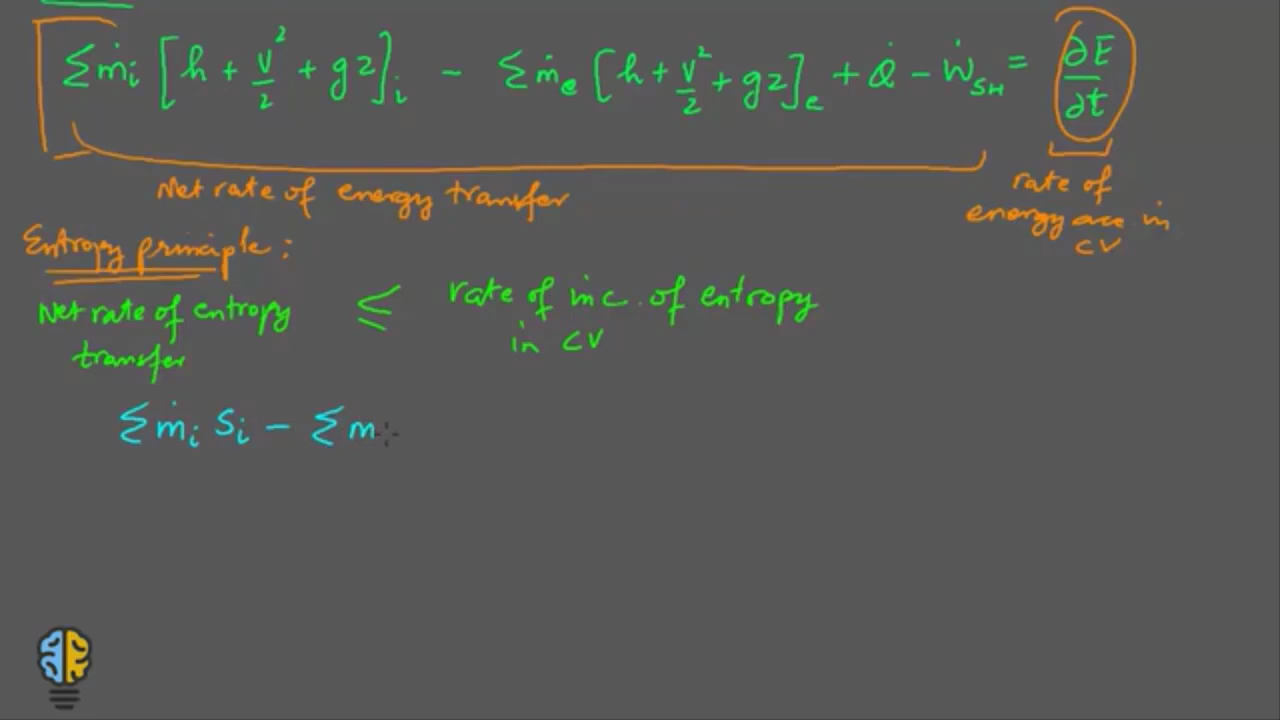 Σṁi [h + v²/2 + gz]i - Σṁe [h + v²/2 + gz]e + Q̇ - ẆSH = ∂E/∂t
Net rate of energy transfer
rate of
energy acc in
CV
Entropy principle:
Net rate of entropy ≤ rate of inc. of entropy
transfer in CV
Σṁi Si - Σm